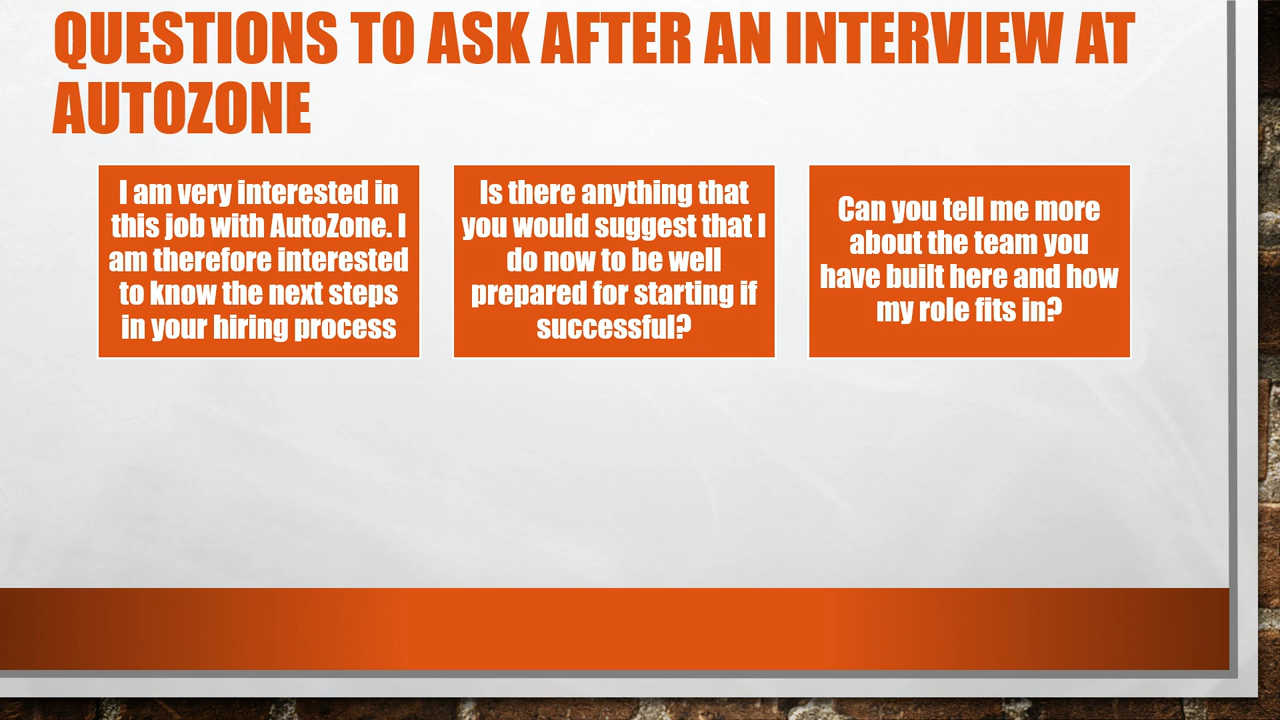 QUESTIONS TO ASK AFTER AN INTERVIEW AT
AUTOZONE
I am very interested in
this job with AutoZone. I
am therefore interested
to know the next steps
in your hiring process
Is there anything that
you would suggest that I
do now to be well
prepared for starting if
successful?
Can you tell me more
about the team you
have built here and how
my role fits in?